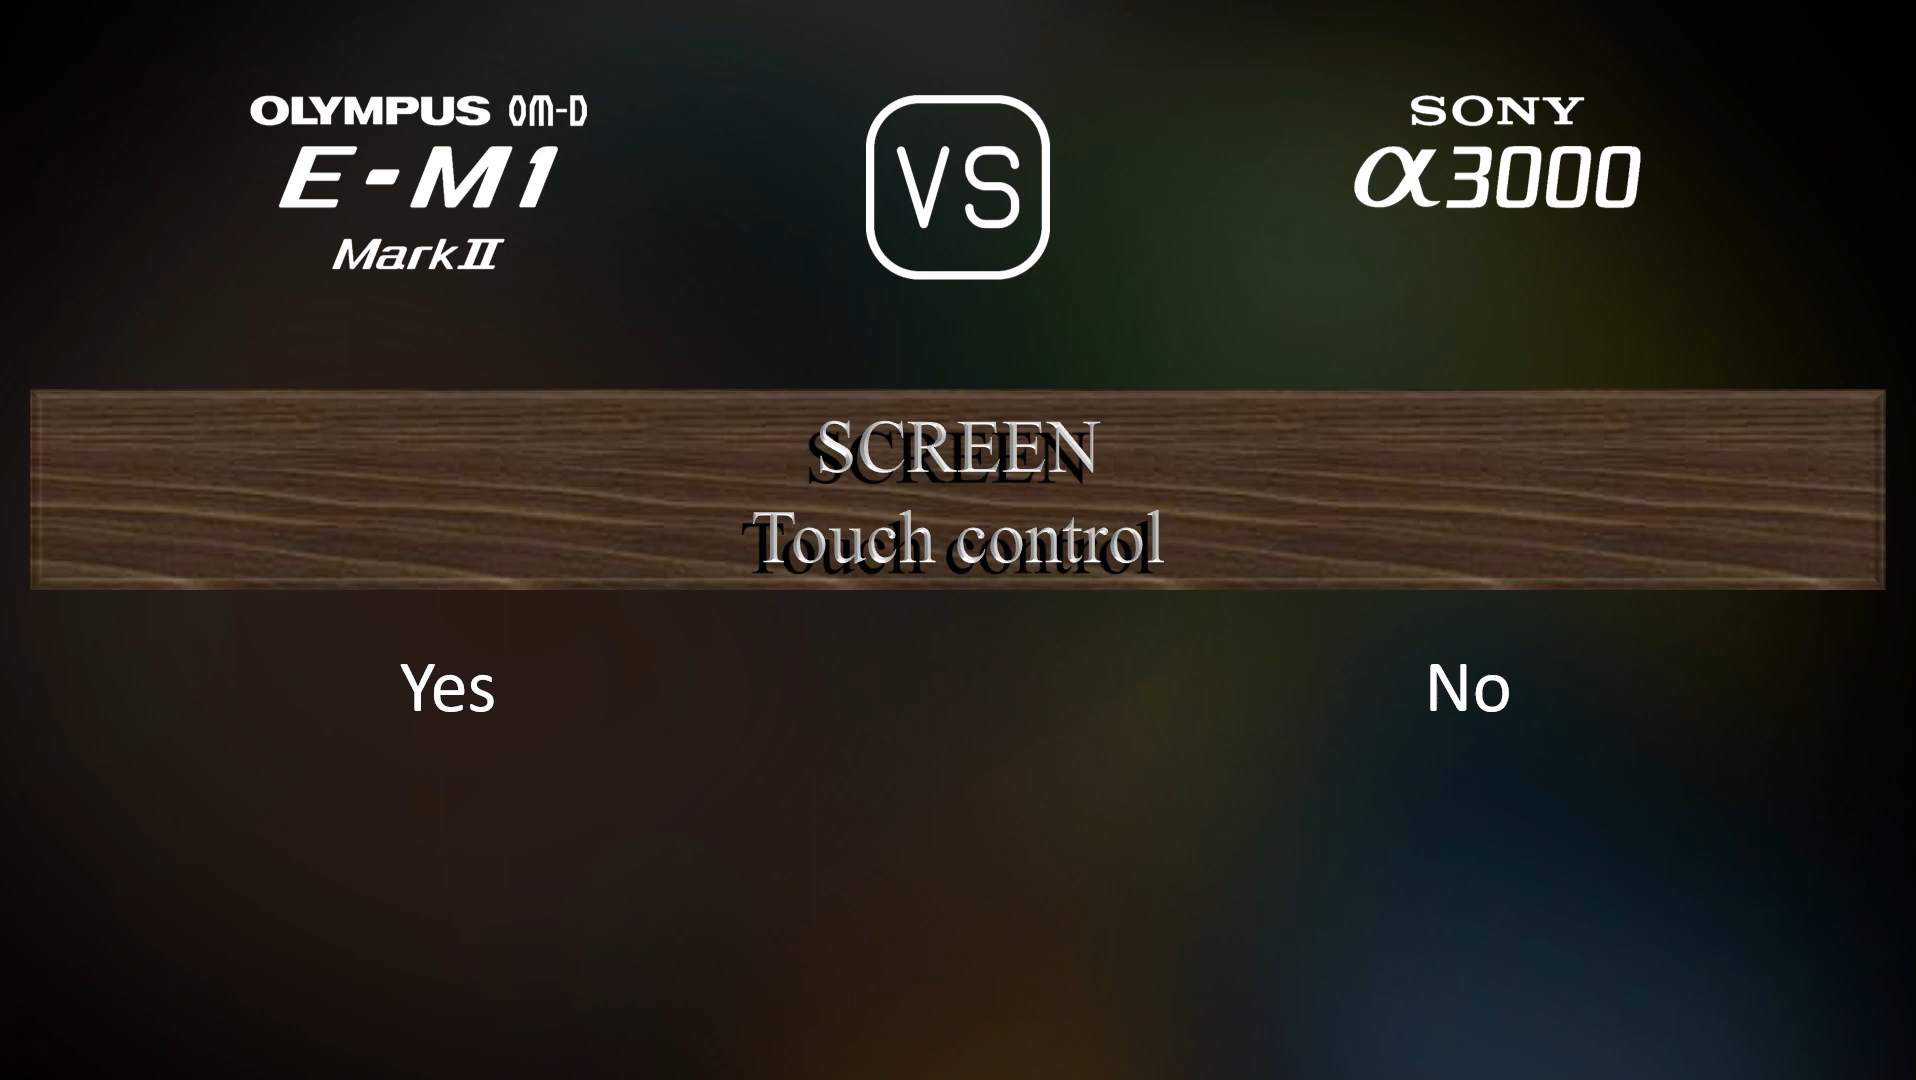 OLYMPUS OM-D
E-M1
Mark II
VS
SONY
α3000
SCREEN
Touch control
Yes
No